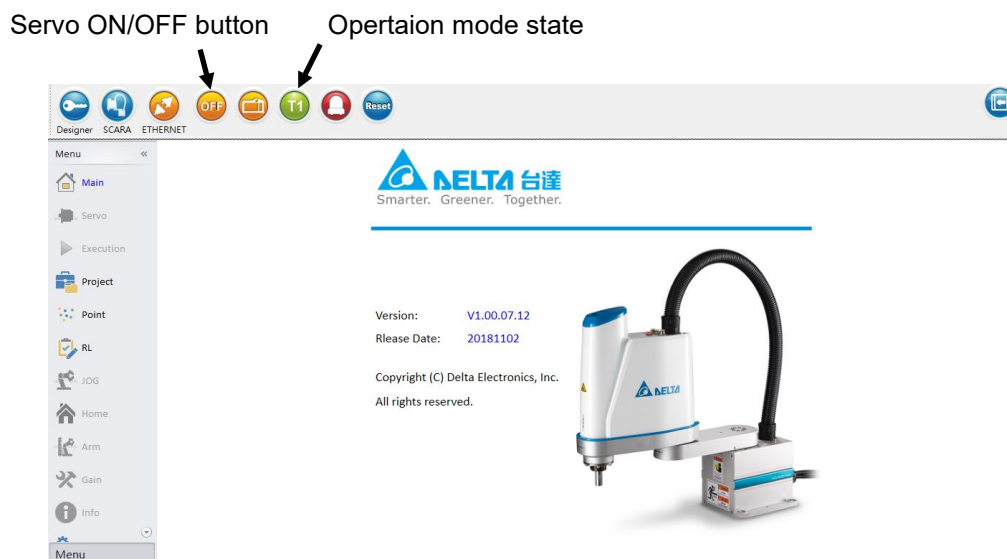 Servo ON/OFF button Opertaion mode state
OFF T1 Reset
Designer SCARA ETHERNET
Menu «
Main
Servo
Execution
Project
Point
RL
JOG
Home
Arm
Gain
Info
Menu
DELTA 台達
Smarter. Greener. Together.
Version: V1.00.07.12
Rlease Date: 20181102
Copyright (C) Delta Electronics, Inc.
All rights reserved.
DELTA